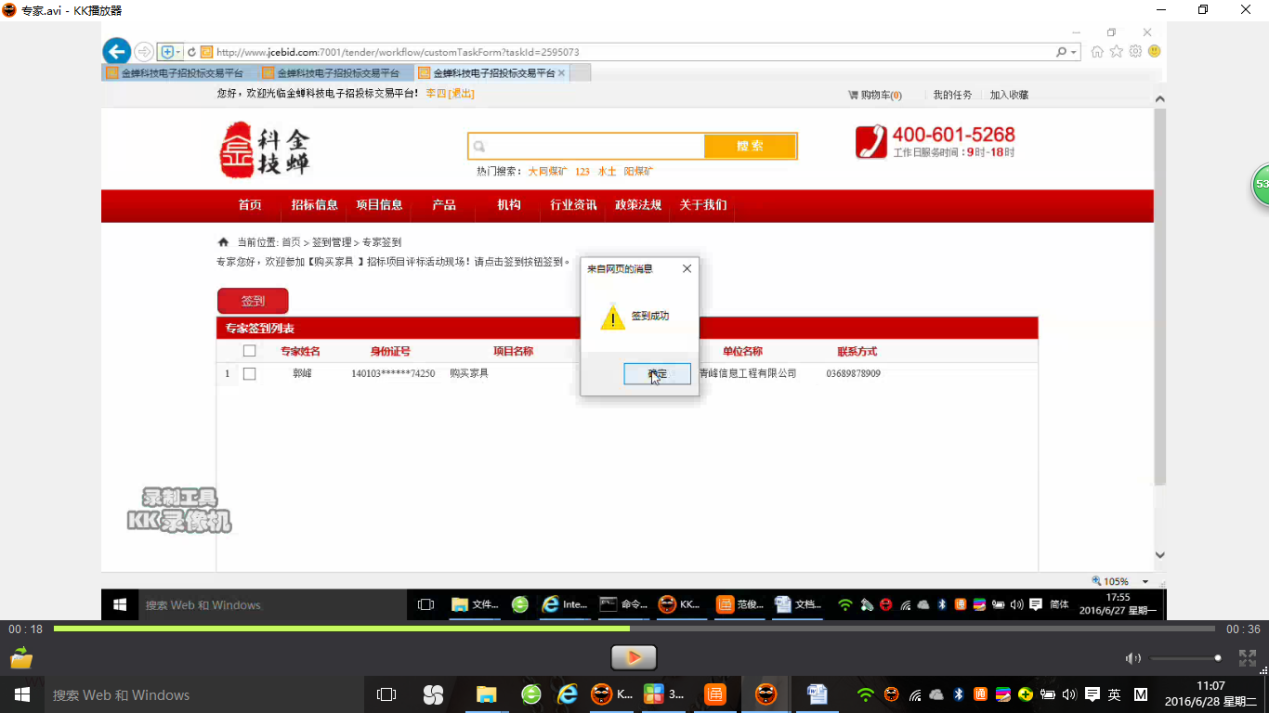 专家.avi - KK播放器
http://www.jcebid.com:7001/tender/workflow/customTaskForm?taskId=2595073
金蝉科技电子招投标交易平台
金蝉科技电子招投标交易平台
金蝉科技电子招投标交易平台
您好，欢迎光临金蝉科技电子招投标交易平台！ 李四 [退出]
购物车(0) 我的任务 加入收藏
金蝉科技
搜索
400-601-5268
工作日服务时间：9时-18时
热门搜索： 大同煤矿 123 水土 阳煤矿
首页 招标信息 项目信息 产品 机构 行业资讯 政策法规 关于我们
当前位置: 首页 > 签到管理 > 专家签到
专家您好，欢迎参加【购买家具 】招标项目评标活动现场！请点击签到按钮签到。
来自网页的消息
签到成功
确定
签到
专家签到列表
专家姓名 身份证号 项目名称 单位名称 联系方式
1 郭峰 140103******74250 购买家具 青峰信息工程有限公司 03689878909
录制工具
KK录像机
105%
搜索 Web 和 Windows
文件... Inte... 命令... KK... 范俊... 文档... 简体
17:55
2016/6/27 星期一
00 : 18
00 : 36
搜索 Web 和 Windows
K... 3... 英 M
11:07
2016/6/28 星期二
53